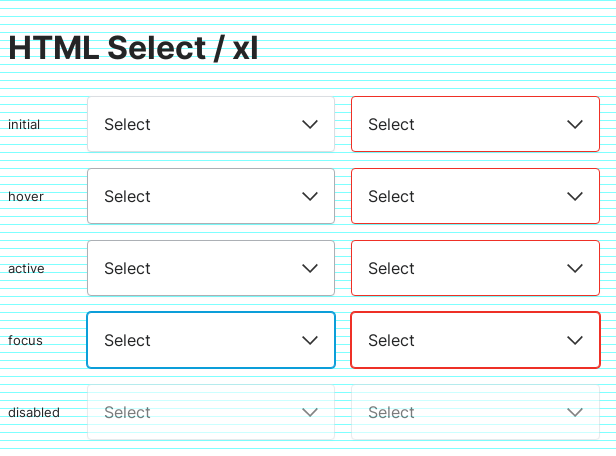 HTML Select / xl
initial Select Select
hover Select Select
active Select Select
focus Select Select
disabled Select Select